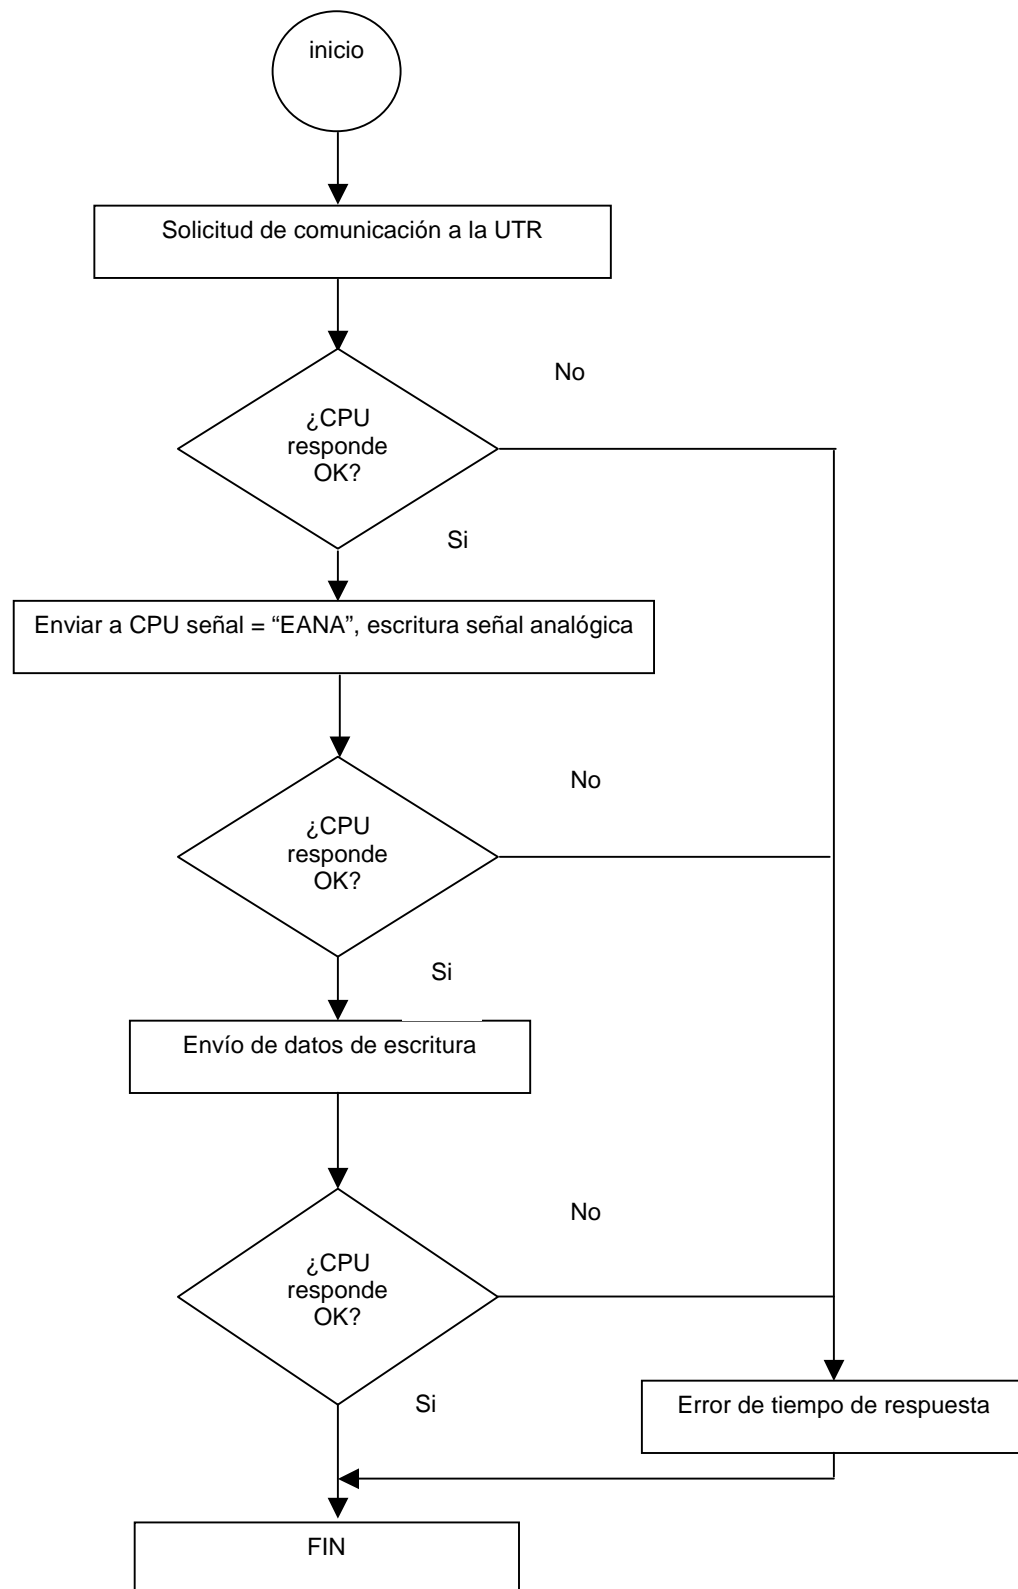 inicio
Solicitud de comunicación a la UTR
No
¿CPU
responde
OK?
Si
Enviar a CPU señal = “EANA”, escritura señal analógica
No
¿CPU
responde
OK?
Si
Envío de datos de escritura
No
¿CPU
responde
OK?
Si
Error de tiempo de respuesta
FIN